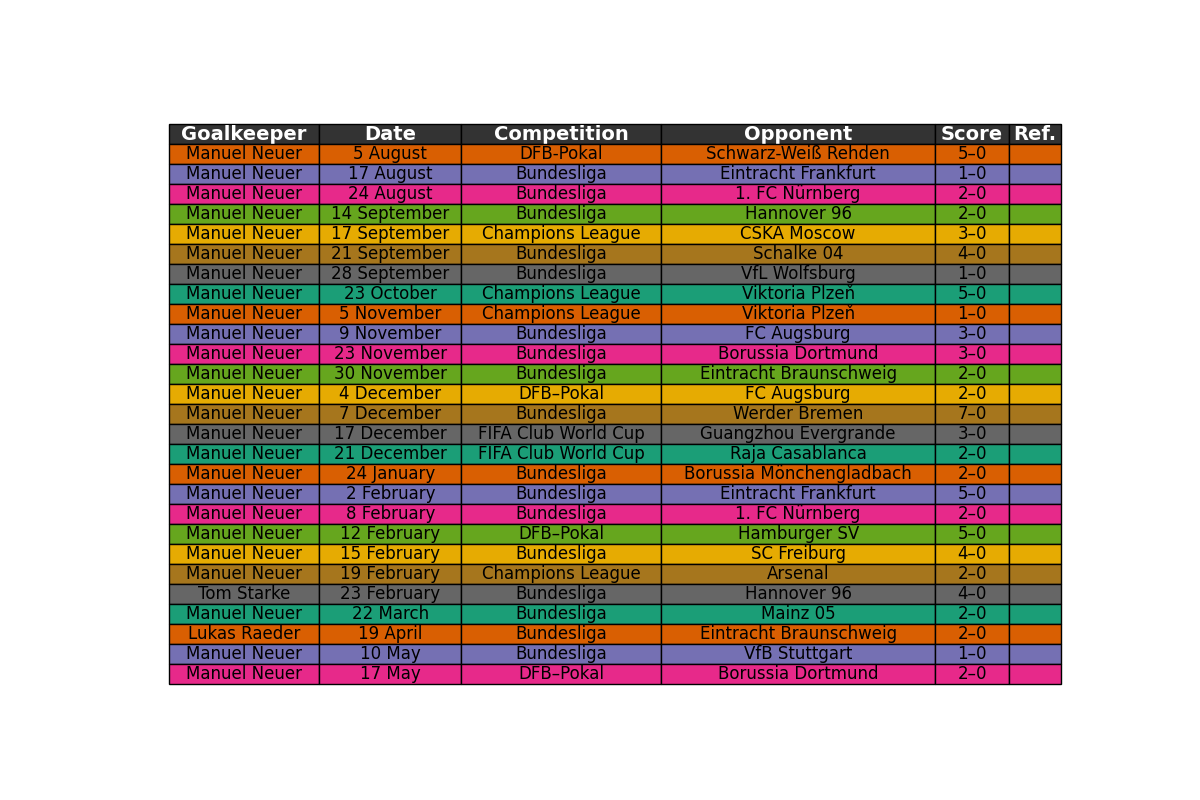 Goalkeeper Date Competition Opponent Score Ref.
Manuel Neuer 5 August DFB-Pokal Schwarz-Weiß Rehden 5–0
Manuel Neuer 17 August Bundesliga Eintracht Frankfurt 1–0
Manuel Neuer 24 August Bundesliga 1. FC Nürnberg 2–0
Manuel Neuer 14 September Bundesliga Hannover 96 2–0
Manuel Neuer 17 September Champions League CSKA Moscow 3–0
Manuel Neuer 21 September Bundesliga Schalke 04 4–0
Manuel Neuer 28 September Bundesliga VfL Wolfsburg 1–0
Manuel Neuer 23 October Champions League Viktoria Plzeň 5–0
Manuel Neuer 5 November Champions League Viktoria Plzeň 1–0
Manuel Neuer 9 November Bundesliga FC Augsburg 3–0
Manuel Neuer 23 November Bundesliga Borussia Dortmund 3–0
Manuel Neuer 30 November Bundesliga Eintracht Braunschweig 2–0
Manuel Neuer 4 December DFB–Pokal FC Augsburg 2–0
Manuel Neuer 7 December Bundesliga Werder Bremen 7–0
Manuel Neuer 17 December FIFA Club World Cup Guangzhou Evergrande 3–0
Manuel Neuer 21 December FIFA Club World Cup Raja Casablanca 2–0
Manuel Neuer 24 January Bundesliga Borussia Mönchengladbach 2–0
Manuel Neuer 2 February Bundesliga Eintracht Frankfurt 5–0
Manuel Neuer 8 February Bundesliga 1. FC Nürnberg 2–0
Manuel Neuer 12 February DFB–Pokal Hamburger SV 5–0
Manuel Neuer 15 February Bundesliga SC Freiburg 4–0
Manuel Neuer 19 February Champions League Arsenal 2–0
Tom Starke 23 February Bundesliga Hannover 96 4–0
Manuel Neuer 22 March Bundesliga Mainz 05 2–0
Lukas Raeder 19 April Bundesliga Eintracht Braunschweig 2–0
Manuel Neuer 10 May Bundesliga VfB Stuttgart 1–0
Manuel Neuer 17 May DFB–Pokal Borussia Dortmund 2–0